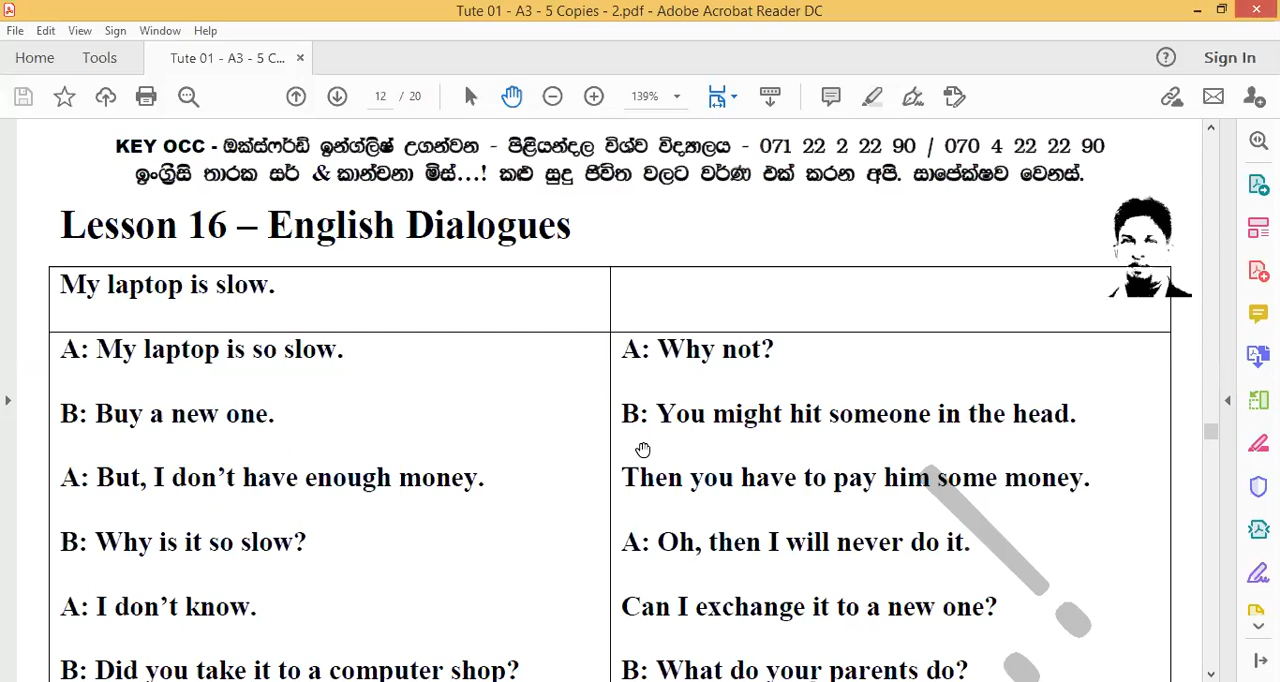 Tute 01 - A3 - 5 Copies - 2.pdf - Adobe Acrobat Reader DC
File Edit View Sign Window Help
Home Tools Tute 01 - A3 - 5 C... × Sign In
12 / 20 139%
KEY OCC - ඔක්ස්ෆර්ඩ් ඉන්ග්ලිෂ් උගන්වන - පිළියන්දල විශ්ව විද්‍යාලය - 071 22 2 22 90 / 070 4 22 22 90
ඉංග්‍රීසි තාරක සර් & කාන්චනා මිස්...! කළු සුදු ජීවිත වලට වර්ණ එක් කරන අපි. සාපේක්ෂව වෙනස්.
Lesson 16 – English Dialogues
My laptop is slow.
A: My laptop is so slow.
B: Buy a new one.
A: But, I don’t have enough money.
B: Why is it so slow?
A: I don’t know.
B: Did you take it to a computer shop?
A: Why not?
B: You might hit someone in the head.
Then you have to pay him some money.
A: Oh, then I will never do it.
Can I exchange it to a new one?
B: What do your parents do?